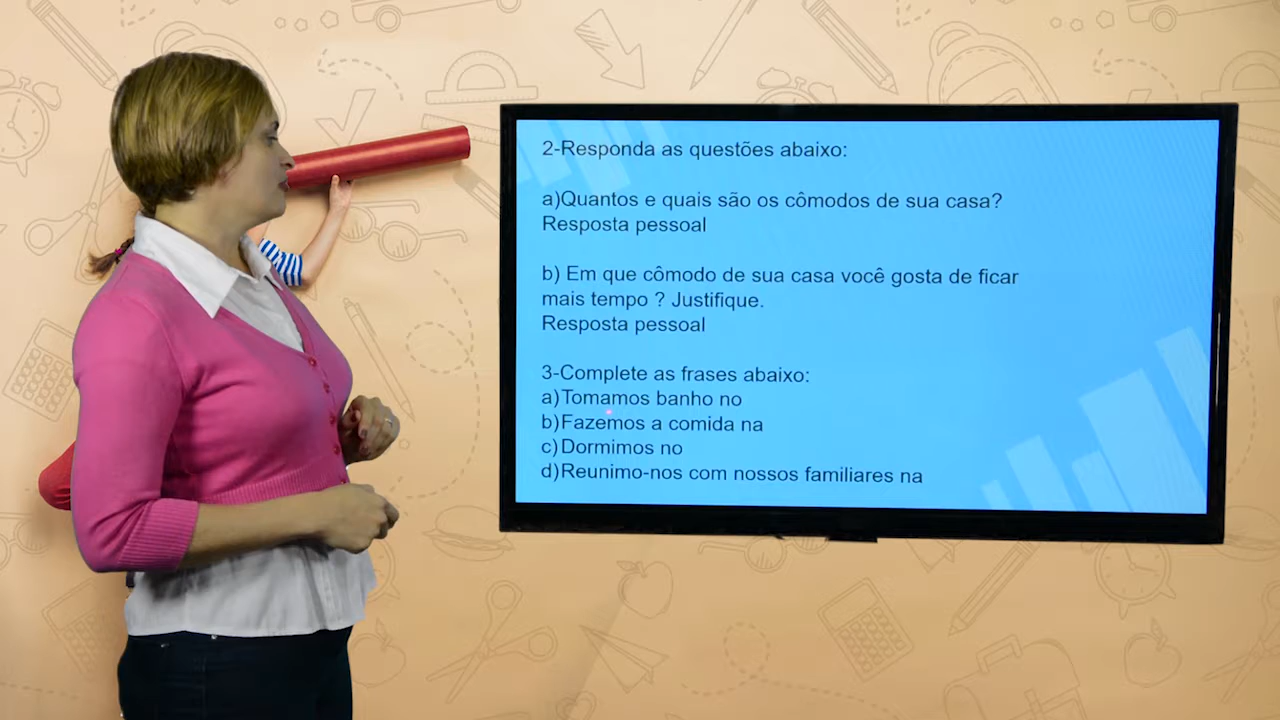 2-Responda as questões abaixo:
a)Quantos e quais são os cômodos de sua casa?
Resposta pessoal
b) Em que cômodo de sua casa você gosta de ficar
mais tempo ? Justifique.
Resposta pessoal
3-Complete as frases abaixo:
a)Tomamos banho no
b)Fazemos a comida na
c)Dormimos no
d)Reunimo-nos com nossos familiares na